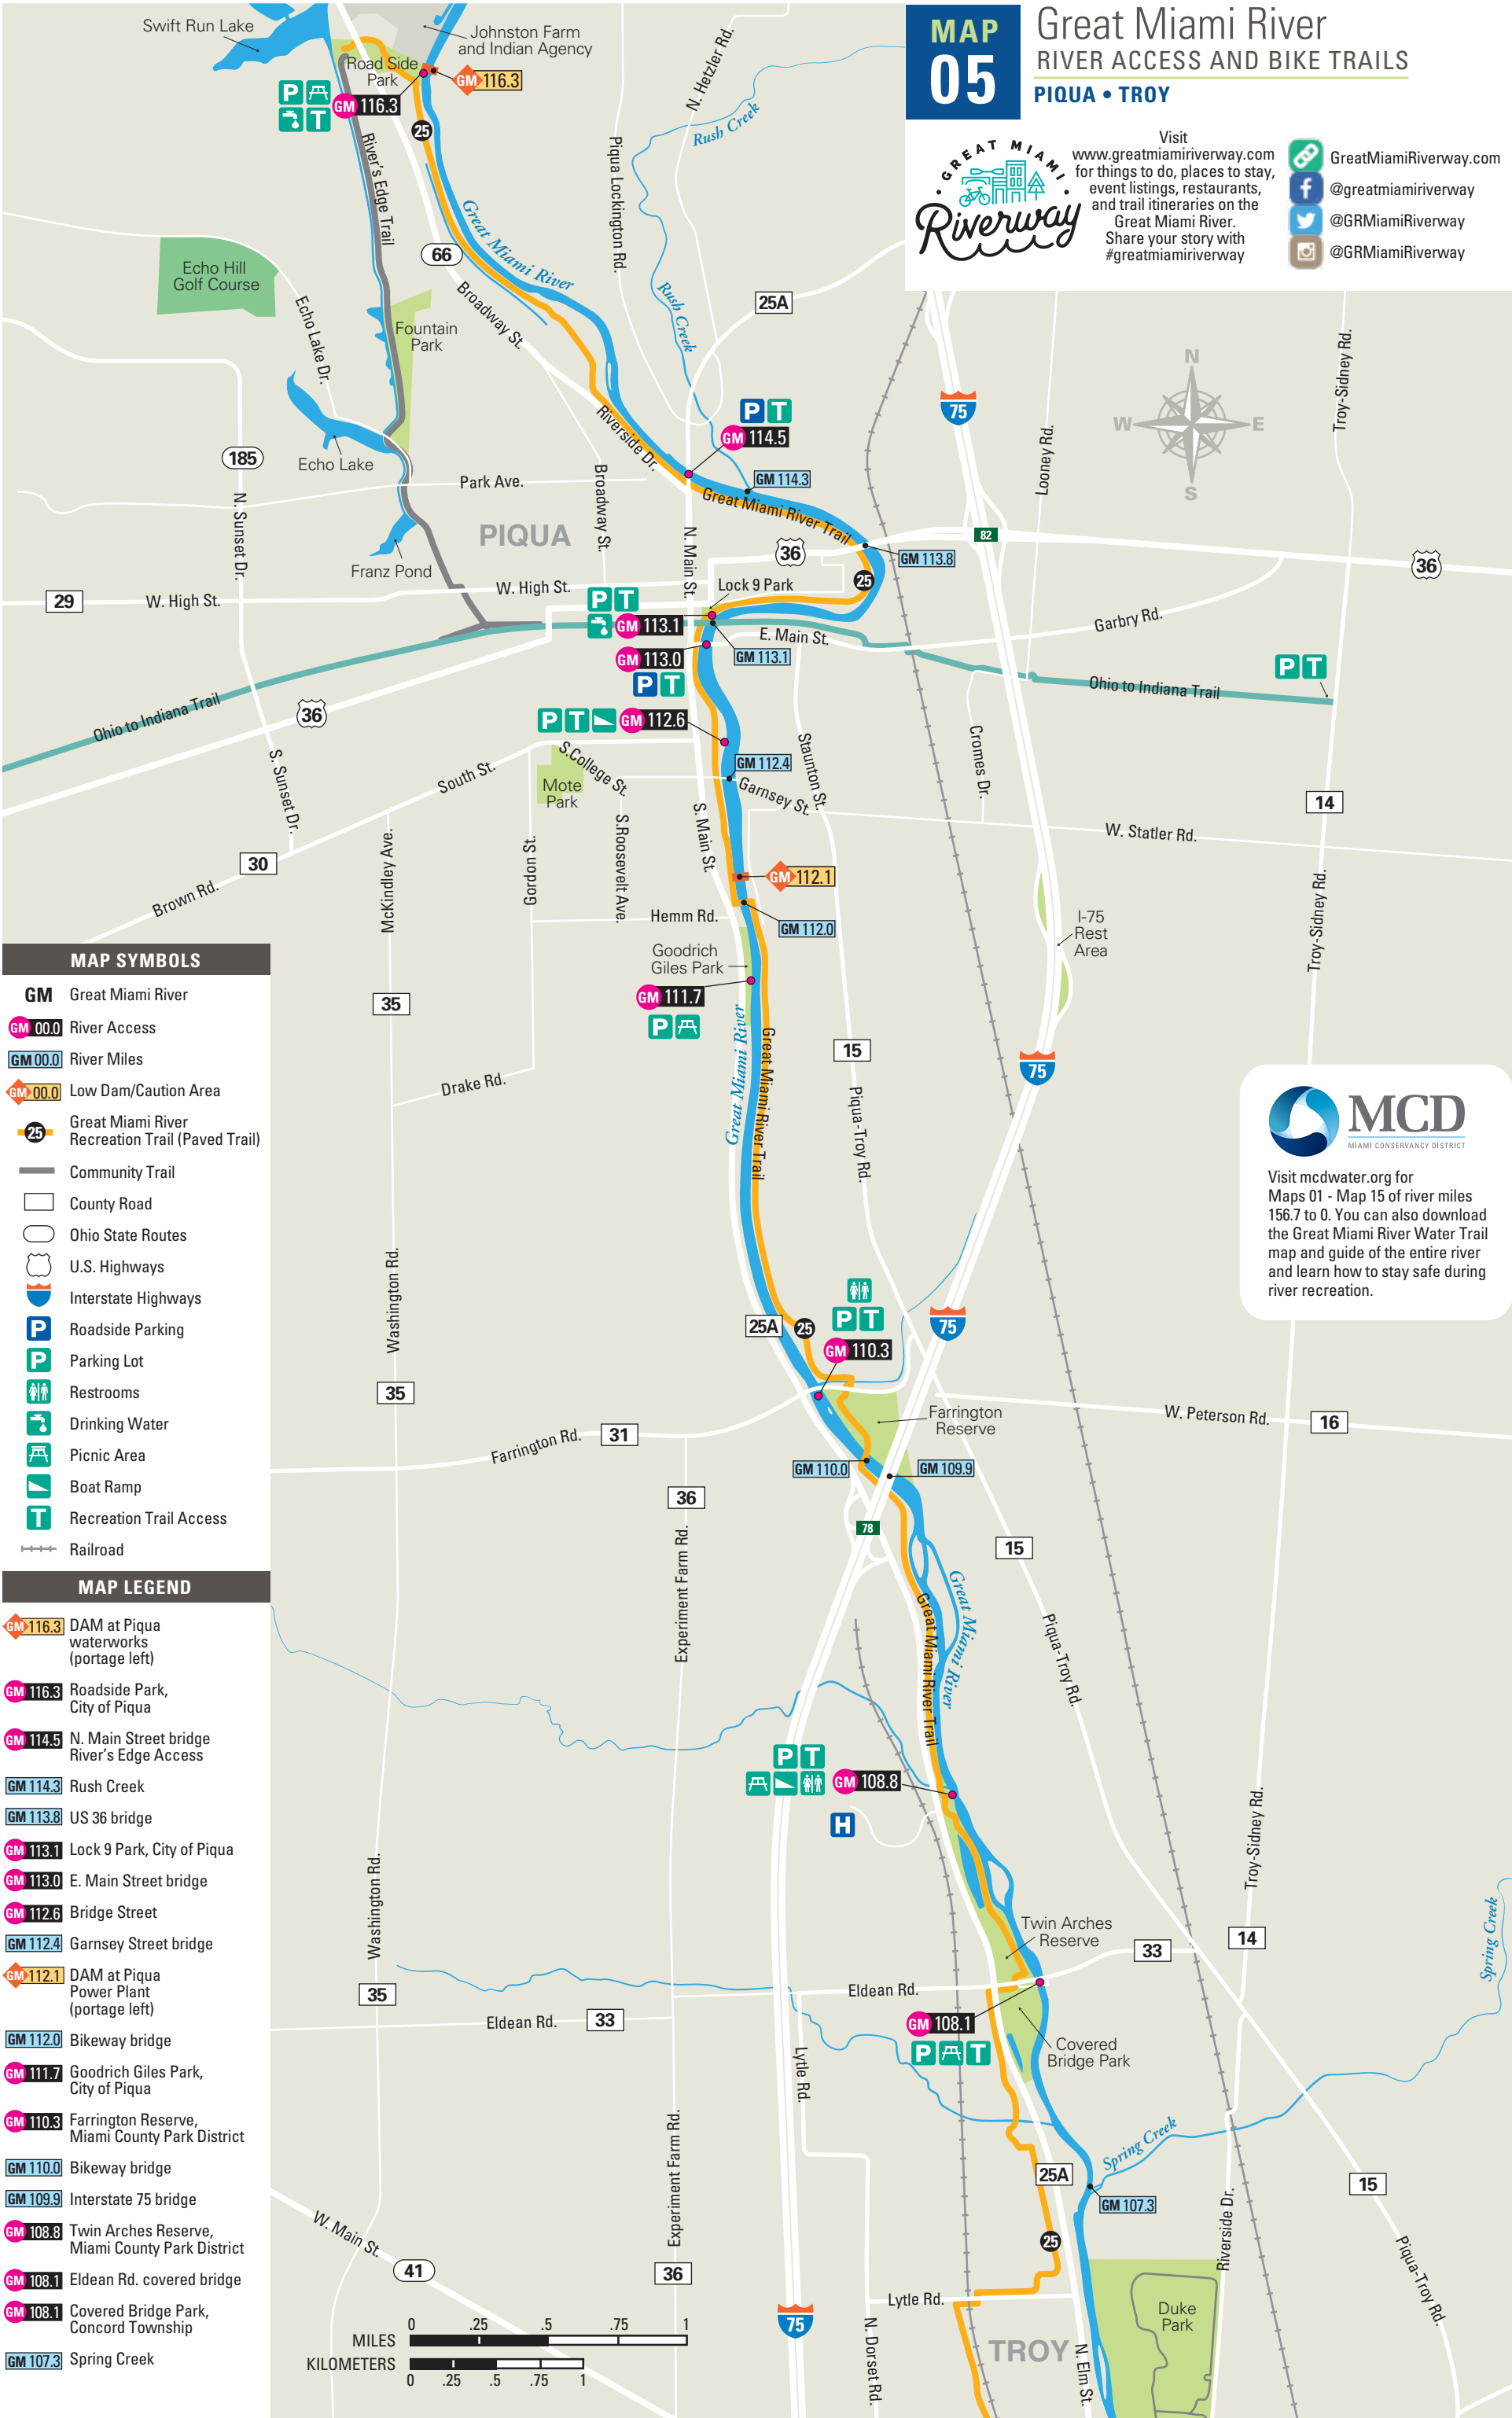 MAP
05
Great Miami River
RIVER ACCESS AND BIKE TRAILS
PIQUA • TROY
GREAT MIAMI
Riverway
Visit
www.greatmiamiriverway.com
for things to do, places to stay,
event listings, restaurants,
and trail itineraries on the
Great Miami River.
Share your story with
#greatmiamiriverway
GreatMiamiRiverway.com
@greatmiamiriverway
@GRMiamiRiverway
@GRMiamiRiverway
Swift Run Lake
Johnston Farm
and Indian Agency
Road Side
Park
GM 116.3
P
GM 116.3
T
25
N. Hetzler Rd.
Rush Creek
Piqua Lockington Rd.
River's Edge Trail
Great Miami River
66
Echo Hill
Golf Course
Broadway St.
Rush Creek
25A
Echo Lake Dr.
Fountain
Park
N
W
E
S
75
Troy-Sidney Rd.
Riverside Dr.
P T
GM 114.5
185
Echo Lake
GM 114.3
Looney Rd.
Park Ave.
Broadway St.
Great Miami River Trail
PIQUA
N. Sunset Dr.
N. Main St.
82
36
GM 113.8
36
Franz Pond
25
29
W. High St.
W. High St.
Lock 9 Park
P T
GM 113.1
E. Main St.
Garbry Rd.
GM 113.0
GM 113.1
P T
P T
Ohio to Indiana Trail
Ohio to Indiana Trail
36
P T
GM 112.6
S. Sunset Dr.
South St.
S.College St.
GM 112.4
Staunton St.
Cromes Dr.
Mote
Park
Garnsey St.
14
S. Main St.
W. Statler Rd.
30
McKindley Ave.
Gordon St.
S.Roosevelt Ave.
GM 112.1
Brown Rd.
Hemm Rd.
GM 112.0
I-75
Rest
Area
Troy-Sidney Rd.
Goodrich
Giles Park
GM 111.7
P
35
15
Great Miami River
Great Miami River Trail
75
Drake Rd.
Piqua-Troy Rd.
MCD
MIAMI CONSERVANCY DISTRICT
Visit mcdwater.org for
Maps 01 - Map 15 of river miles
156.7 to 0. You can also download
the Great Miami River Water Trail
map and guide of the entire river
and learn how to stay safe during
river recreation.
Washington Rd.
P T
25A
25
75
GM 110.3
35
Farrington
Reserve
W. Peterson Rd.
16
Farrington Rd.
31
GM 110.0
GM 109.9
36
78
15
Experiment Farm Rd.
Great Miami River
Great Miami River Trail
Piqua-Troy Rd.
P T
GM 108.8
H
Troy-Sidney Rd.
Washington Rd.
Twin Arches
Reserve
33
14
Spring Creek
35
Eldean Rd.
Eldean Rd.
33
GM 108.1
P T
Covered
Bridge Park
Lytle Rd.
Experiment Farm Rd.
Spring Creek
25A
15
GM 107.3
Riverside Dr.
W. Main St.
25
41
36
Piqua-Troy Rd.
Lytle Rd.
75
Duke
Park
TROY
N. Dorset Rd.
N. Elm St.
0 .25 .5 .75 1
MILES
KILOMETERS
0 .25 .5 .75 1
MAP SYMBOLS
GM Great Miami River
GM 00.0 River Access
GM 00.0 River Miles
GM 00.0 Low Dam/Caution Area
25 Great Miami River
Recreation Trail (Paved Trail)
Community Trail
County Road
Ohio State Routes
U.S. Highways
Interstate Highways
P Roadside Parking
P Parking Lot
Restrooms
Drinking Water
Picnic Area
Boat Ramp
T Recreation Trail Access
Railroad
MAP LEGEND
GM 116.3 DAM at Piqua
waterworks
(portage left)
GM 116.3 Roadside Park,
City of Piqua
GM 114.5 N. Main Street bridge
River's Edge Access
GM 114.3 Rush Creek
GM 113.8 US 36 bridge
GM 113.1 Lock 9 Park, City of Piqua
GM 113.0 E. Main Street bridge
GM 112.6 Bridge Street
GM 112.4 Garnsey Street bridge
GM 112.1 DAM at Piqua
Power Plant
(portage left)
GM 112.0 Bikeway bridge
GM 111.7 Goodrich Giles Park,
City of Piqua
GM 110.3 Farrington Reserve,
Miami County Park District
GM 110.0 Bikeway bridge
GM 109.9 Interstate 75 bridge
GM 108.8 Twin Arches Reserve,
Miami County Park District
GM 108.1 Eldean Rd. covered bridge
GM 108.1 Covered Bridge Park,
Concord Township
GM 107.3 Spring Creek